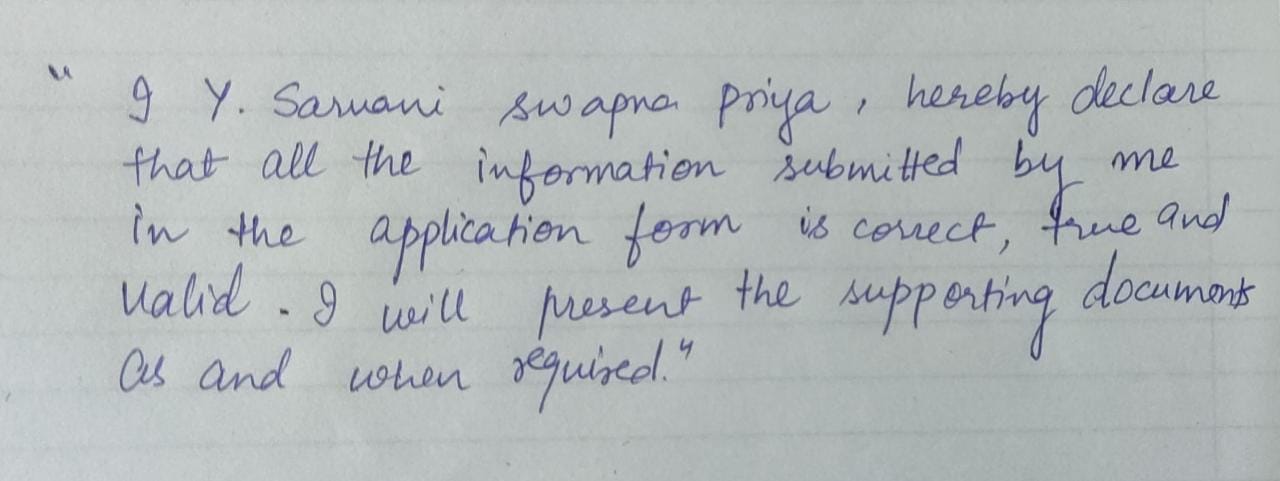 " I Y. Sarvani swapna priya, hereby declare
that all the information submitted by me
in the application form is correct, true and
valid. I will present the supporting documents
as and when required."